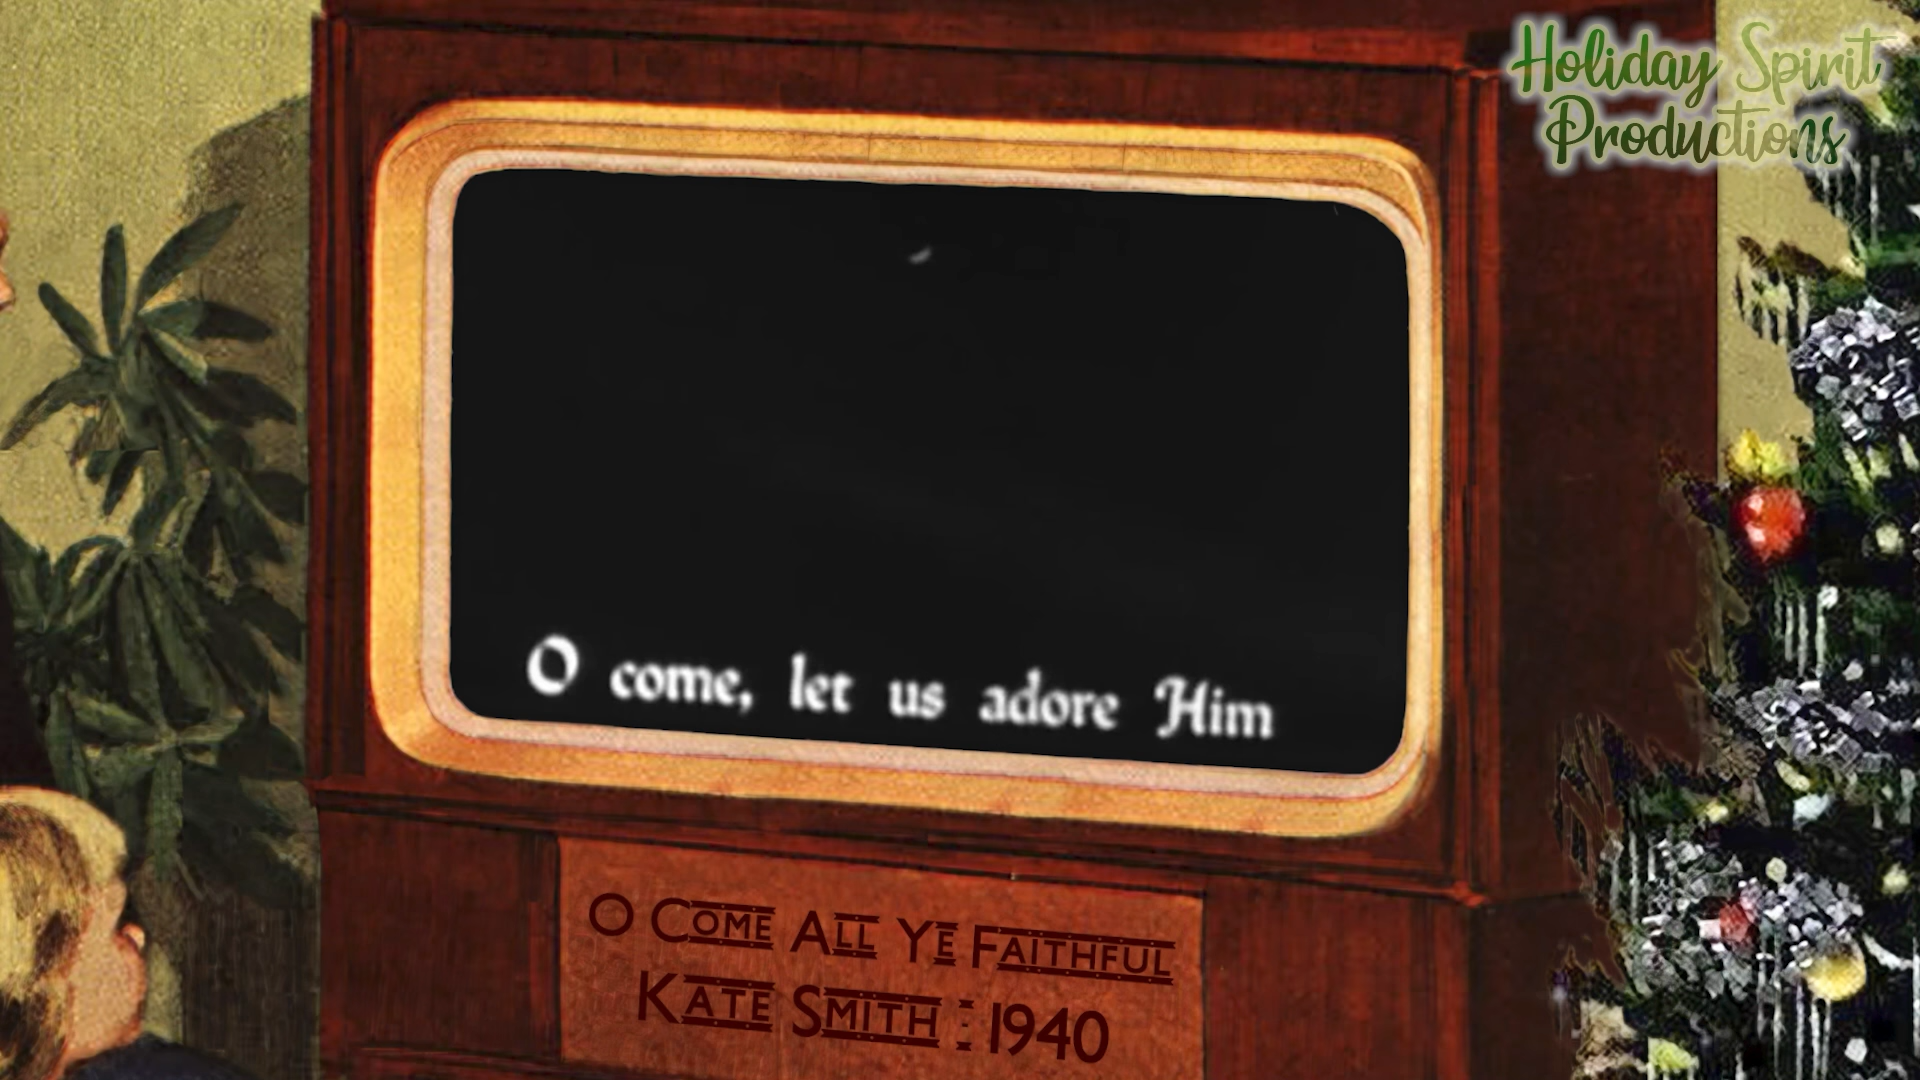 Holiday Spirit
Productions
O come, let us adore Him
O Come All Ye Faithful
Kate Smith : 1940